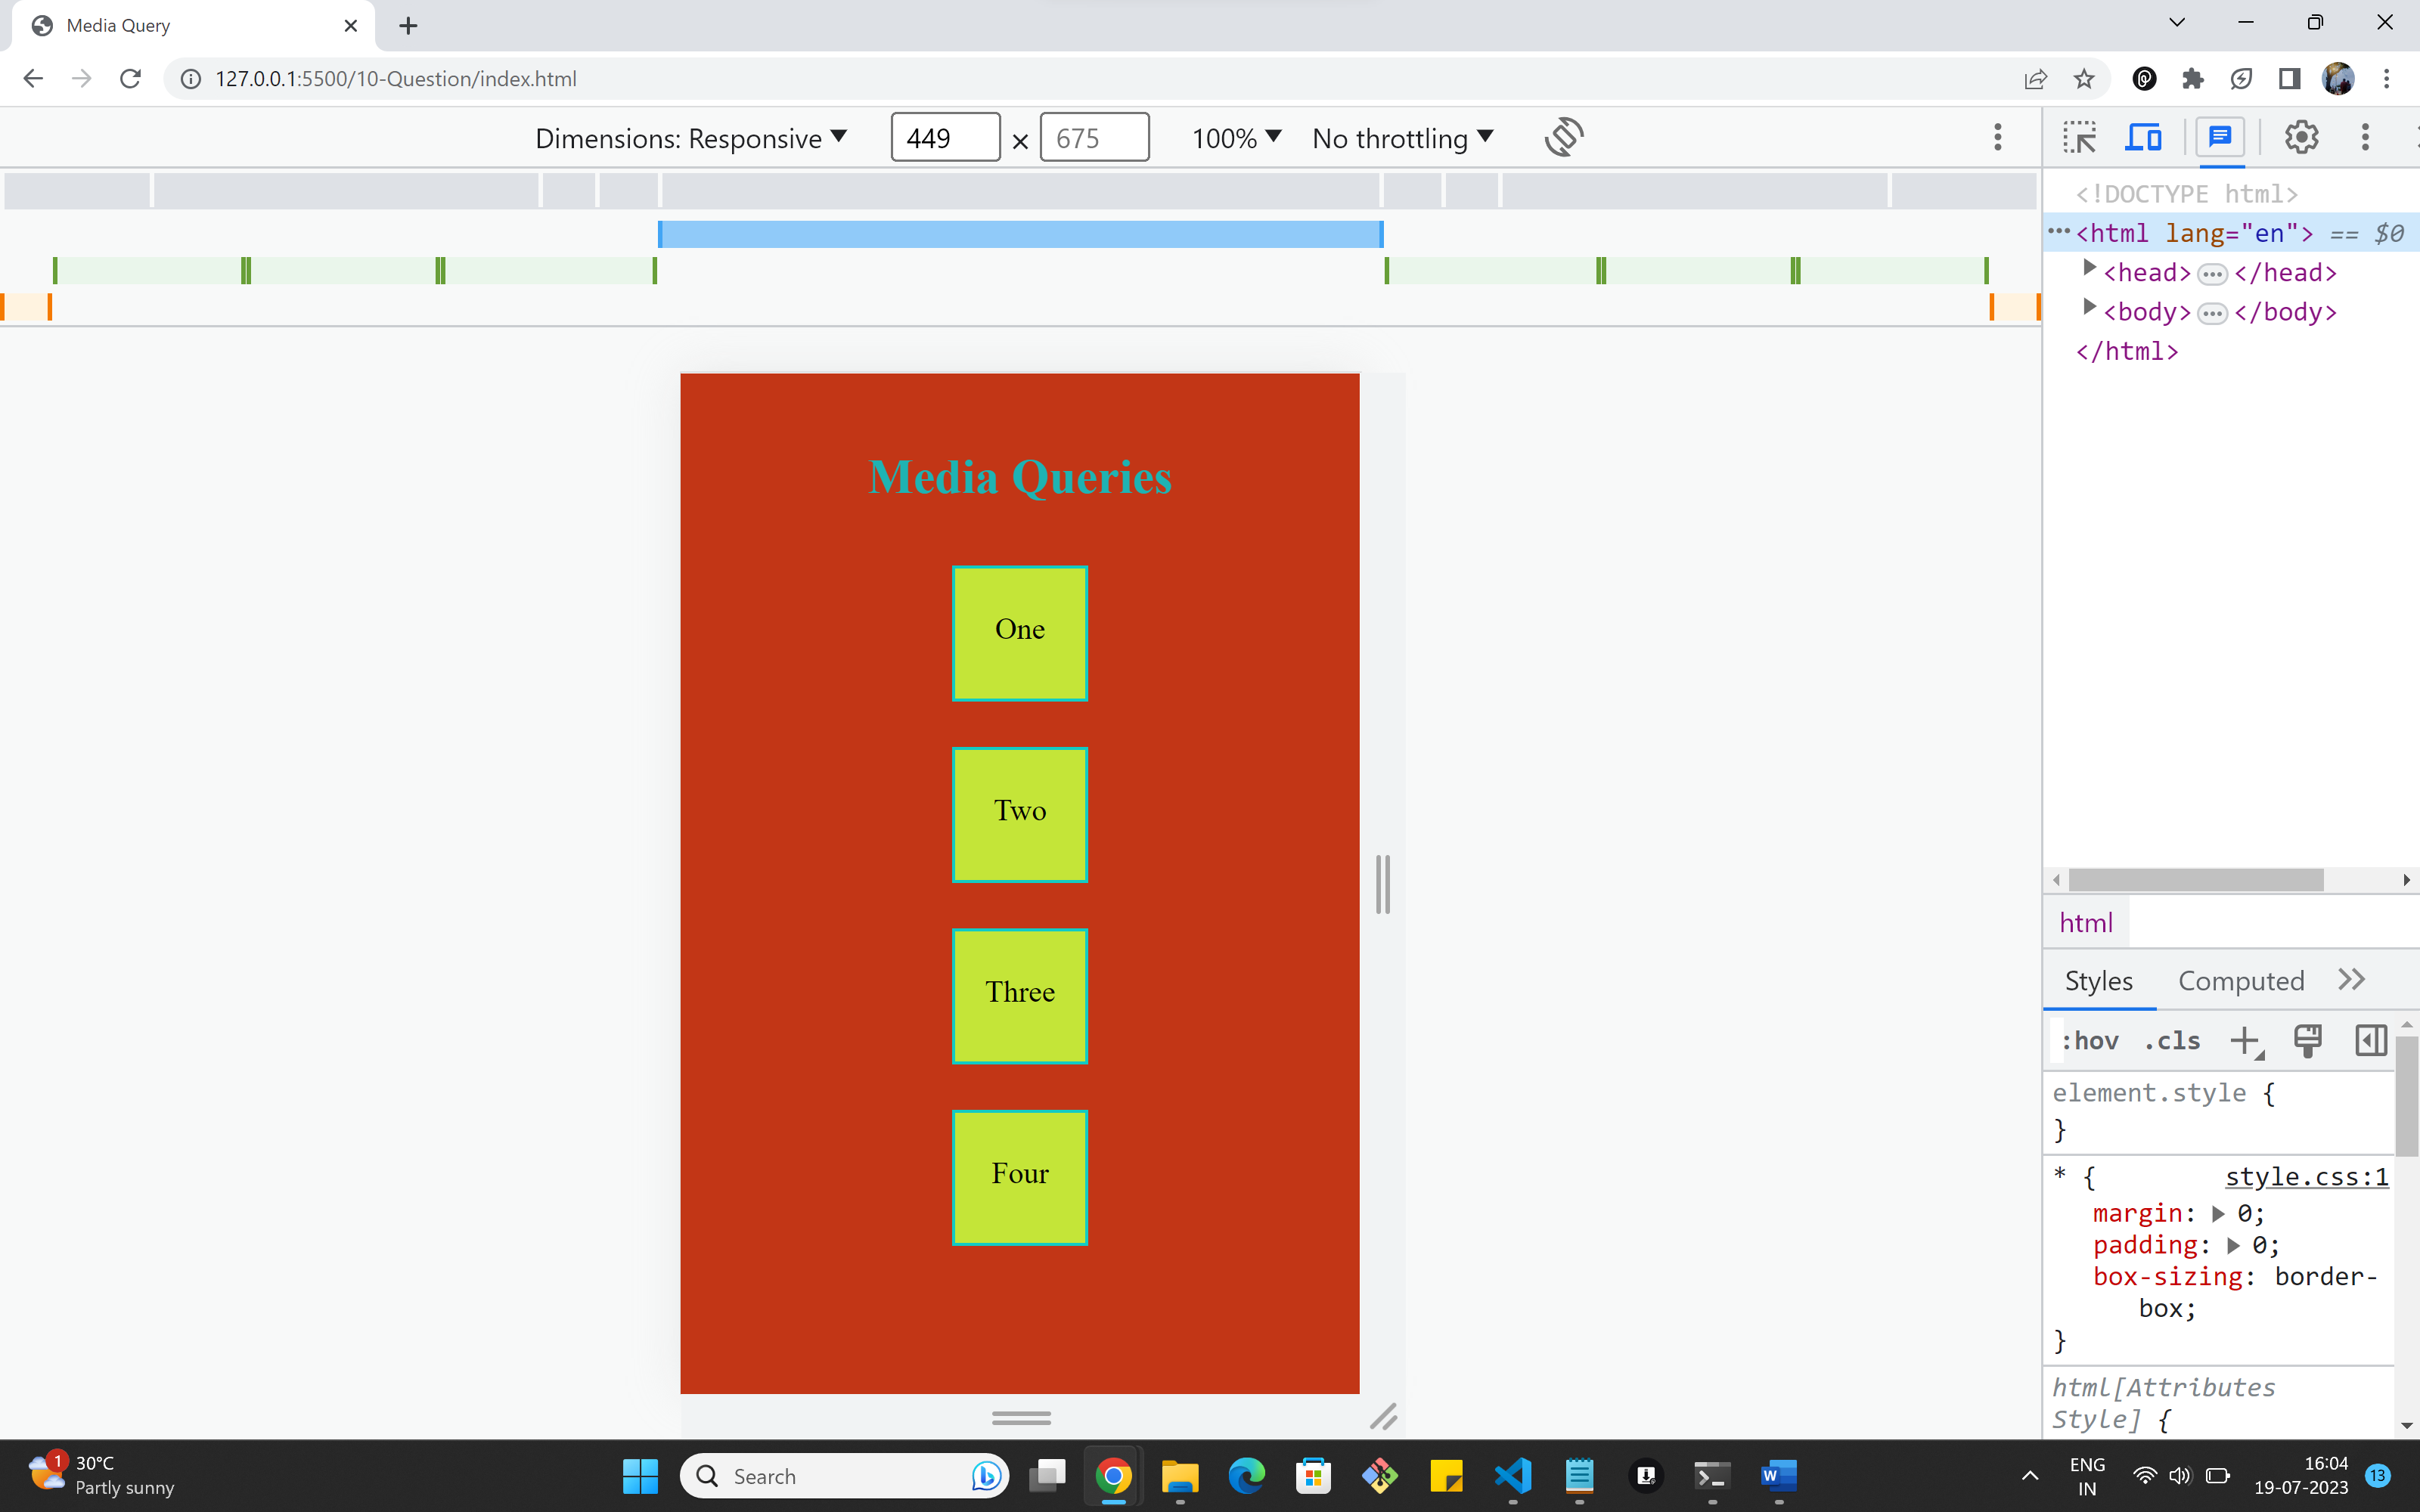 Media Query
127.0.0.1:5500/10-Question/index.html
Dimensions: Responsive 449 × 675 100% No throttling
<!DOCTYPE html>
<html lang="en"> == $0
<head> ••• </head>
<body> ••• </body>
</html>
Media Queries
One
Two
Three
Four
html
Styles Computed
:hov .cls
element.style {
}
* { style.css:1
margin: 0;
padding: 0;
box-sizing: border-
box;
}
html[Attributes
Style] {
1
30°C
Partly sunny
Search
W
ENG
IN
16:04
19-07-2023
13